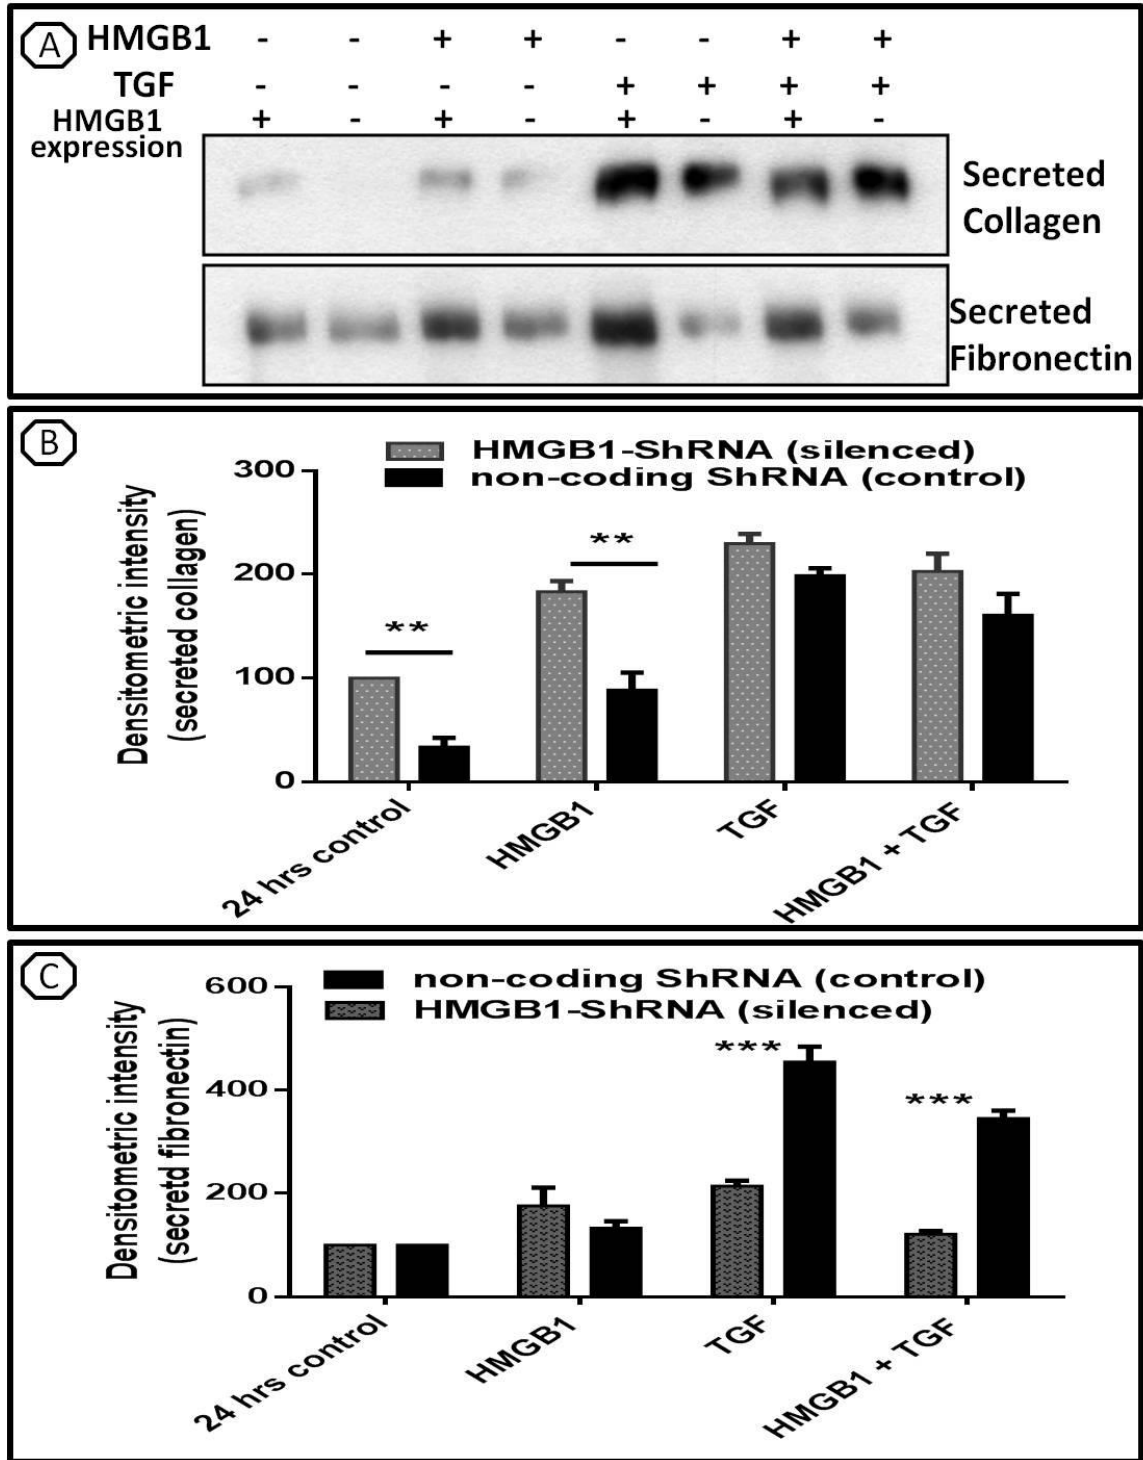 A
HMGB1 - - + + - - + +
TGF - - - - + + + +
HMGB1 expression + - + - + - + -
Secreted
Collagen
Secreted
Fibronectin
B
HMGB1-ShRNA (silenced)
non-coding ShRNA (control)
Densitometric intensity
(secreted collagen)
300
200
100
0
**
**
24 hrs control
HMGB1
TGF
HMGB1 + TGF
C
non-coding ShRNA (control)
HMGB1-ShRNA (silenced)
Densitometric intensity
(secretd fibronectin)
600
400
200
0
***
***
24 hrs control
HMGB1
TGF
HMGB1 + TGF